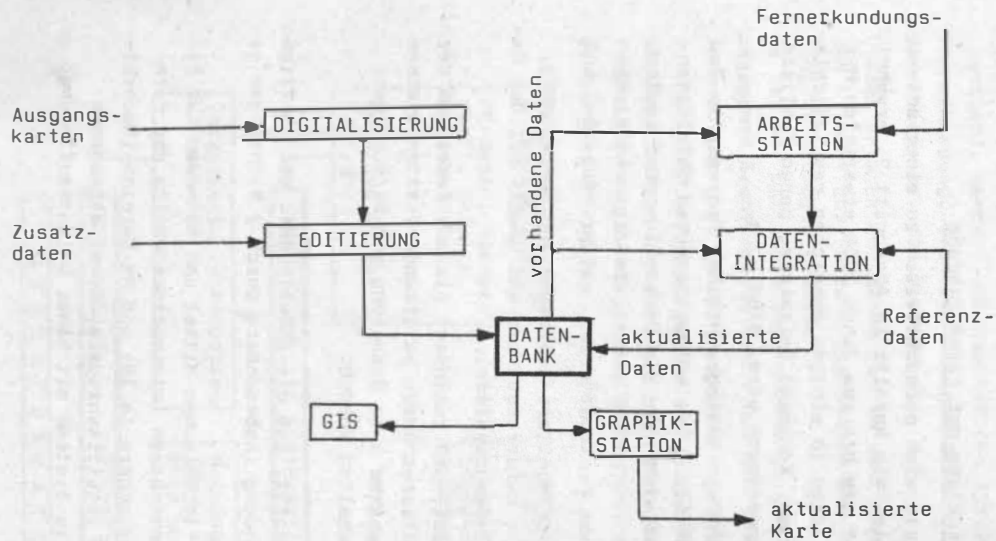 Fernerkundungs-
daten
Ausgangs-
karten
DIGITALISIERUNG
ARBEITS-
STATION
vorhandene Daten
Zusatz-
daten
EDITIERUNG
DATEN-
INTEGRATION
Referenz-
daten
DATEN-
BANK
aktualisierte
Daten
GIS
GRAPHIK-
STATION
aktualisierte
Karte